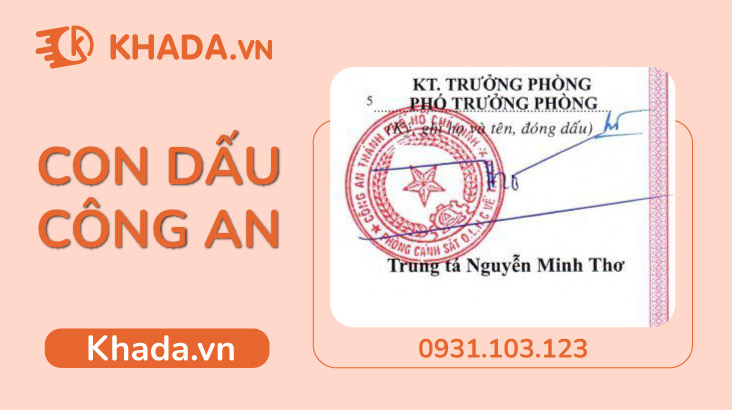 KHADA.VN
CON DẤU
CÔNG AN
Khada.vn
KT. TRƯỞNG PHÒNG
5
PHÓ TRƯỞNG PHÒNG
(Ký, ghi họ và tên, đóng dấu)
CÔNG AN THÀNH PHỐ HỒ CHÍ MINH
PHÒNG CẢNH SÁT Q.L.H.C VỀ
Trung tá Nguyễn Minh Thơ
0931.103.123